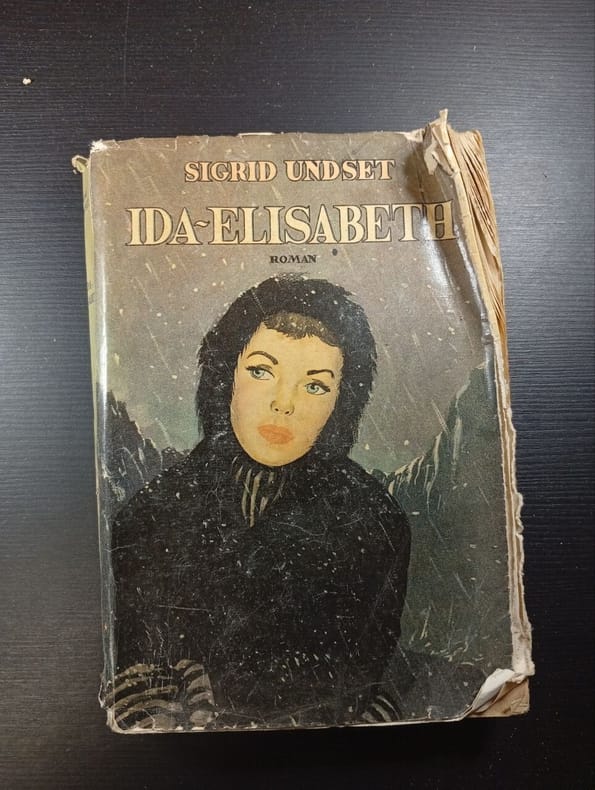 SIGRID UNDSET
IDA-ELISABETH
ROMAN